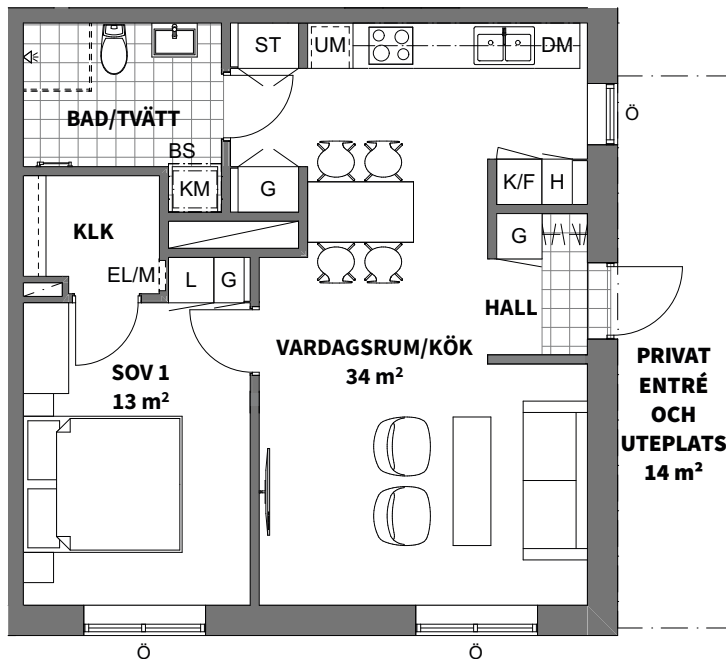 ST
UM
DM
BAD/TVÄTT
Ö
BS
KM
G
K/F
H
KLK
G
EL/M
L
G
HALL
VARDAGSRUM/KÖK
34 m²
SOV 1
13 m²
PRIVAT
ENTRÉ
OCH
UTEPLATS
14 m²
Ö
Ö